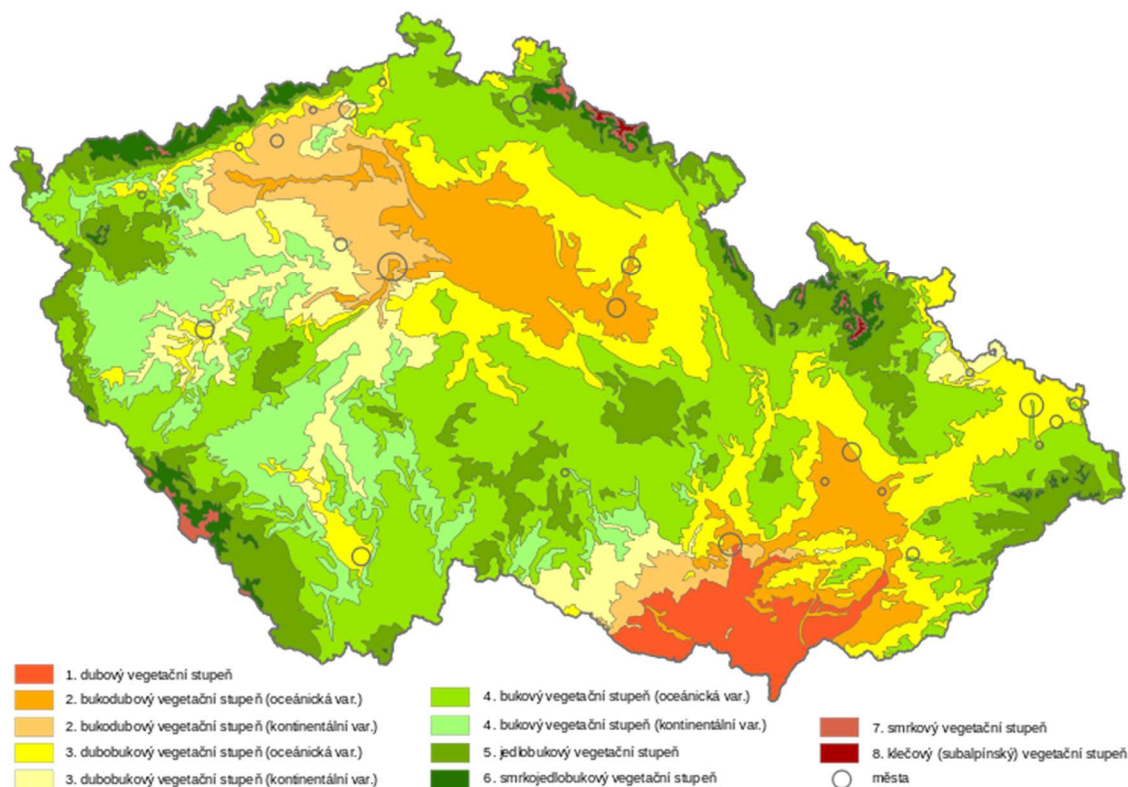 1. dubový vegetační stupeň
2. bukodubový vegetační stupeň (oceánická var.)
2. bukodubový vegetační stupeň (kontinentální var.)
3. dubobukový vegetační stupeň (oceánická var.)
3. dubobukový vegetační stupeň (kontinentální var.)
4. bukový vegetační stupeň (oceánická var.)
4. bukový vegetační stupeň (kontinentální var.)
5. jedlobukový vegetační stupeň
6. smrkojedlobukový vegetační stupeň
7. smrkový vegetační stupeň
8. klečový (subalpínský) vegetační stupeň
města